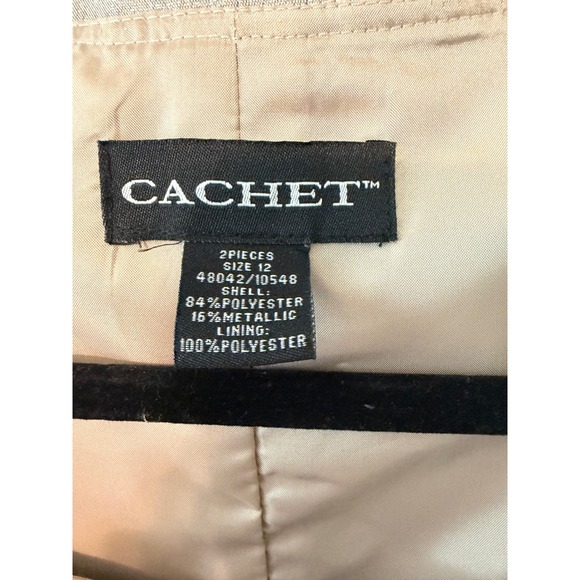 CACHET™
2PIECES
SIZE 12
48042/10548
SHELL:
84%POLYESTER
16%METALLIC
LINING:
100%POLYESTER